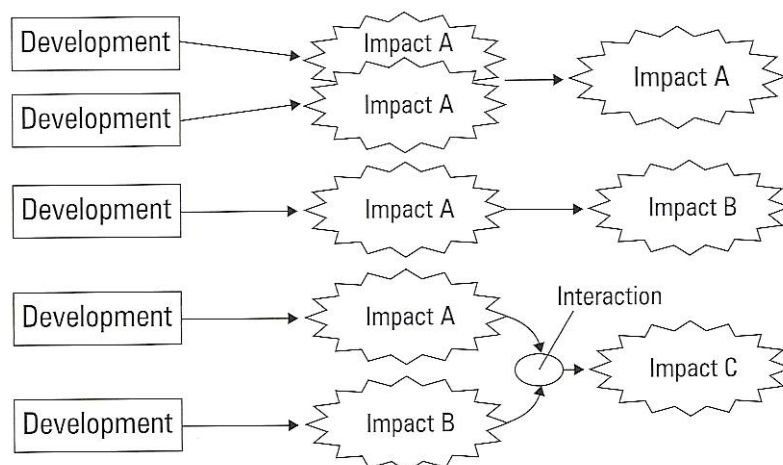 Development
Impact A
Impact A
Development
Impact A
Development
Impact A
Impact B
Interaction
Development
Impact A
Impact C
Development
Impact B